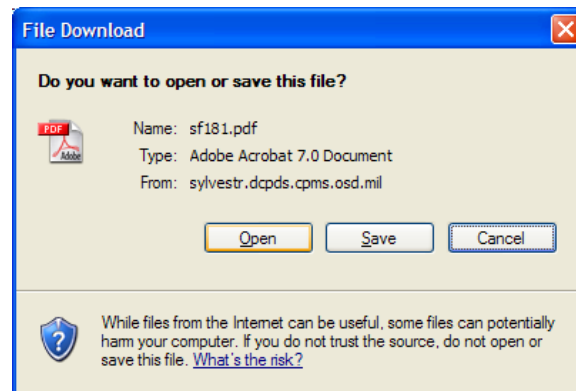 File Download
Do you want to open or save this file?
PDF
Adobe
Name: sf181.pdf
Type: Adobe Acrobat 7.0 Document
From: sylvestr.dcpds.cpms.osd.mil
Open Save Cancel
While files from the Internet can be useful, some files can potentially
harm your computer. If you do not trust the source, do not open or
save this file. What's the risk?